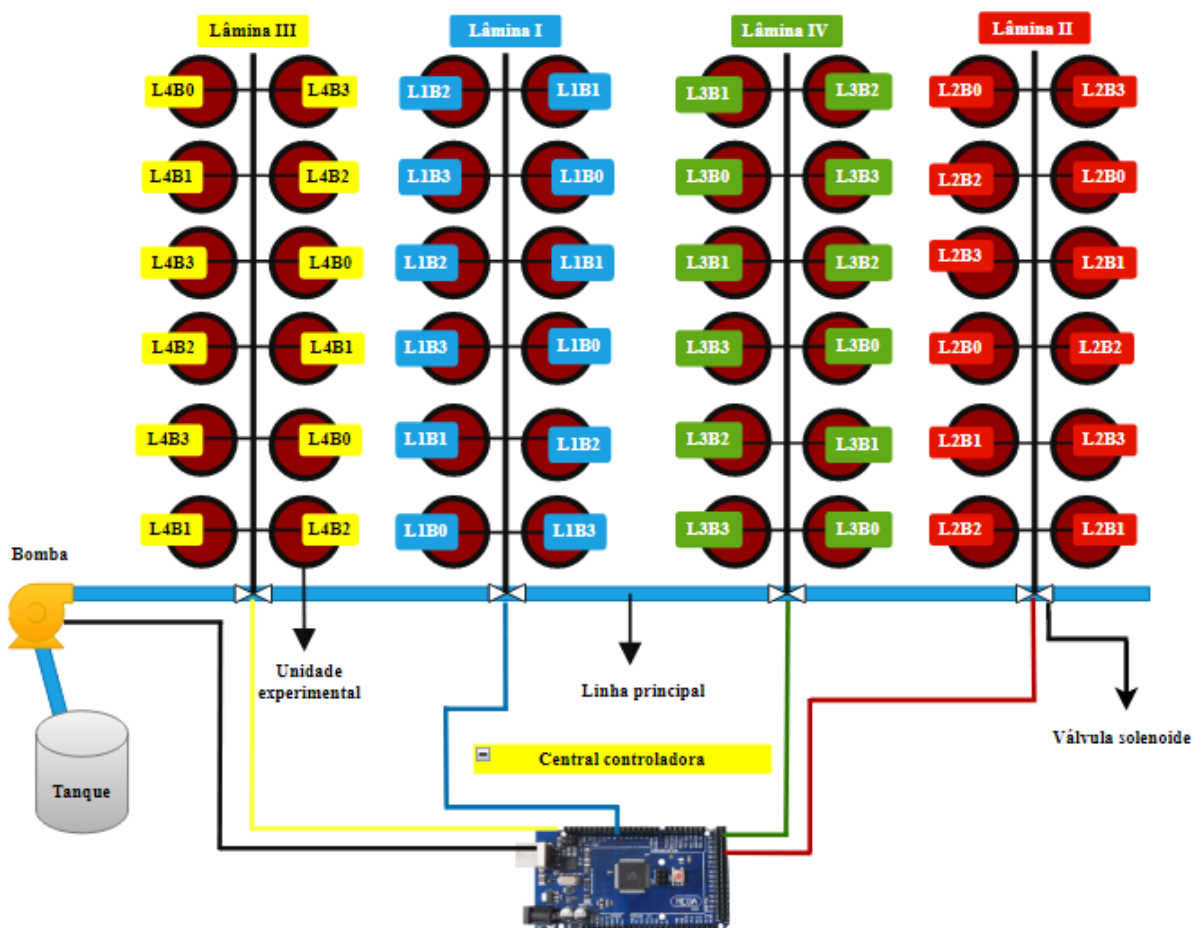 Lâmina III
Lâmina I
Lâmina IV
Lâmina II
L4B0
L4B3
L1B2
L1B1
L3B1
L3B2
L2B0
L2B3
L4B1
L4B2
L1B3
L1B0
L3B0
L3B3
L2B2
L2B0
L4B3
L4B0
L1B2
L1B1
L3B1
L3B2
L2B3
L2B1
L4B2
L4B1
L1B3
L1B0
L3B3
L3B0
L2B0
L2B2
L4B3
L4B0
L1B1
L1B2
L3B2
L3B1
L2B1
L2B3
L4B1
L4B2
L1B0
L1B3
L3B3
L3B0
L2B2
L2B1
Bomba
Unidade
experimental
Linha principal
Válvula solenoide
Central controladora
Tanque
MEGA